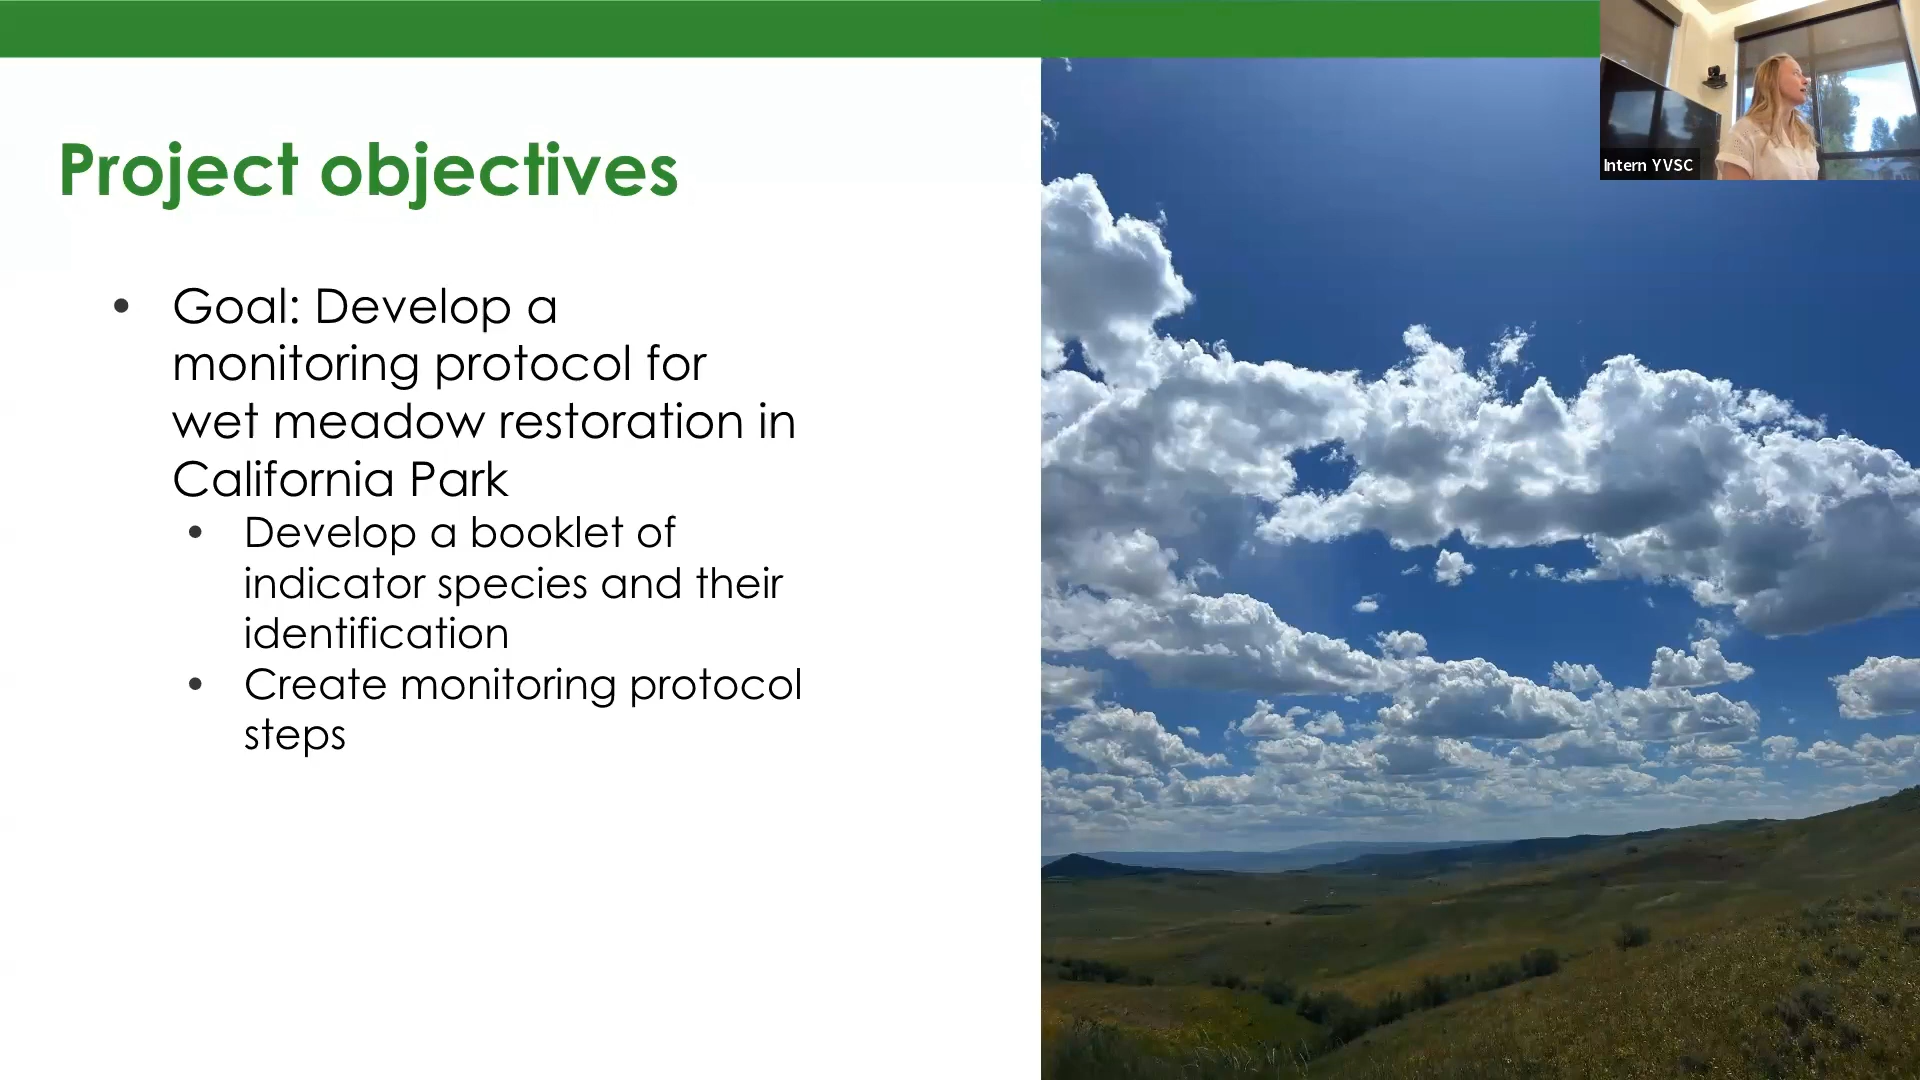 Project objectives
Intern YVSC
• Goal: Develop a
monitoring protocol for
wet meadow restoration in
California Park
• Develop a booklet of
indicator species and their
identification
• Create monitoring protocol
steps